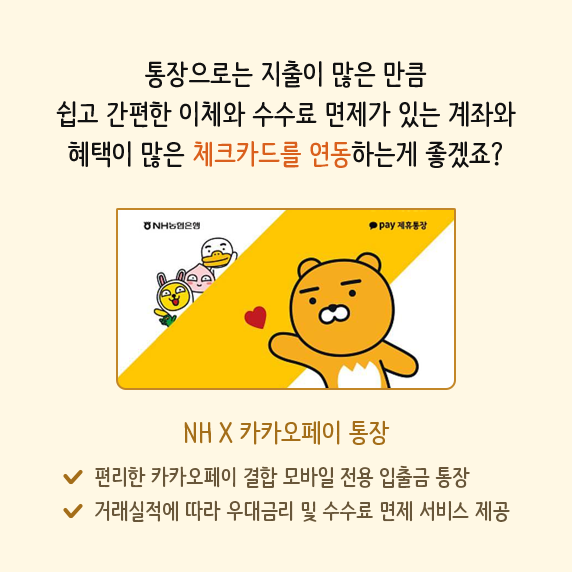 통장으로는 지출이 많은 만큼
쉽고 간편한 이체와 수수료 면제가 있는 계좌와
혜택이 많은 체크카드를 연동하는게 좋겠죠?
NH농협은행
pay 제휴통장
NH X 카카오페이 통장
편리한 카카오페이 결합 모바일 전용 입출금 통장
거래실적에 따라 우대금리 및 수수료 면제 서비스 제공